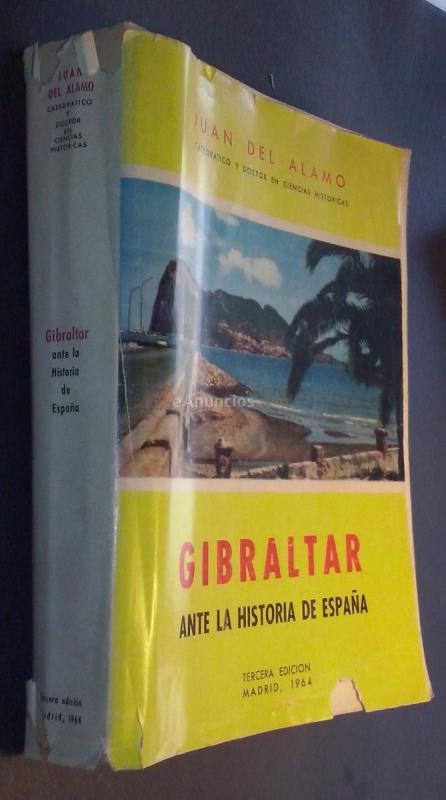 JUAN
DEL ALAMO
CATEDRATICO
Y
DOCTOR
EN
CIENCIAS
HISTORICAS
Gibraltar
ante la
Historia
de
España
Tercera edición
Madrid, 1964
JUAN DEL ALAMO
CATEDRATICO Y DOCTOR EN CIENCIAS HISTORICAS
eAnuncios
GIBRALTAR
ANTE LA HISTORIA DE ESPAÑA
TERCERA EDICION
MADRID, 1964